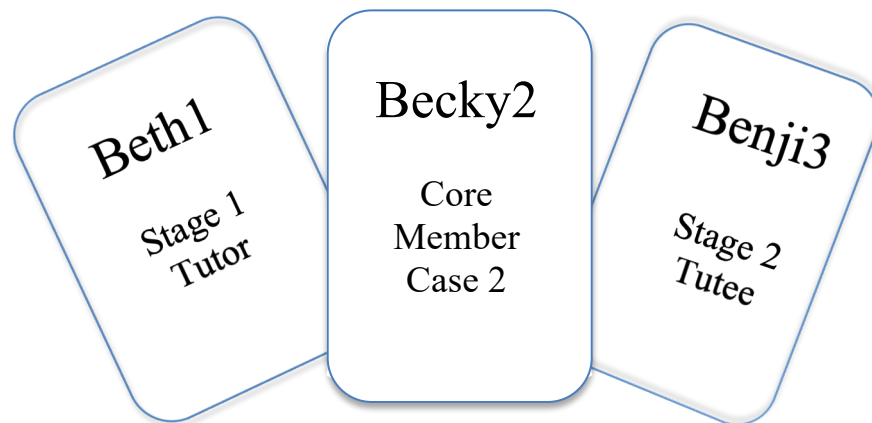 Beth1
Stage 1
Tutor
Becky2
Core
Member
Case 2
Benji3
Stage 2
Tutee